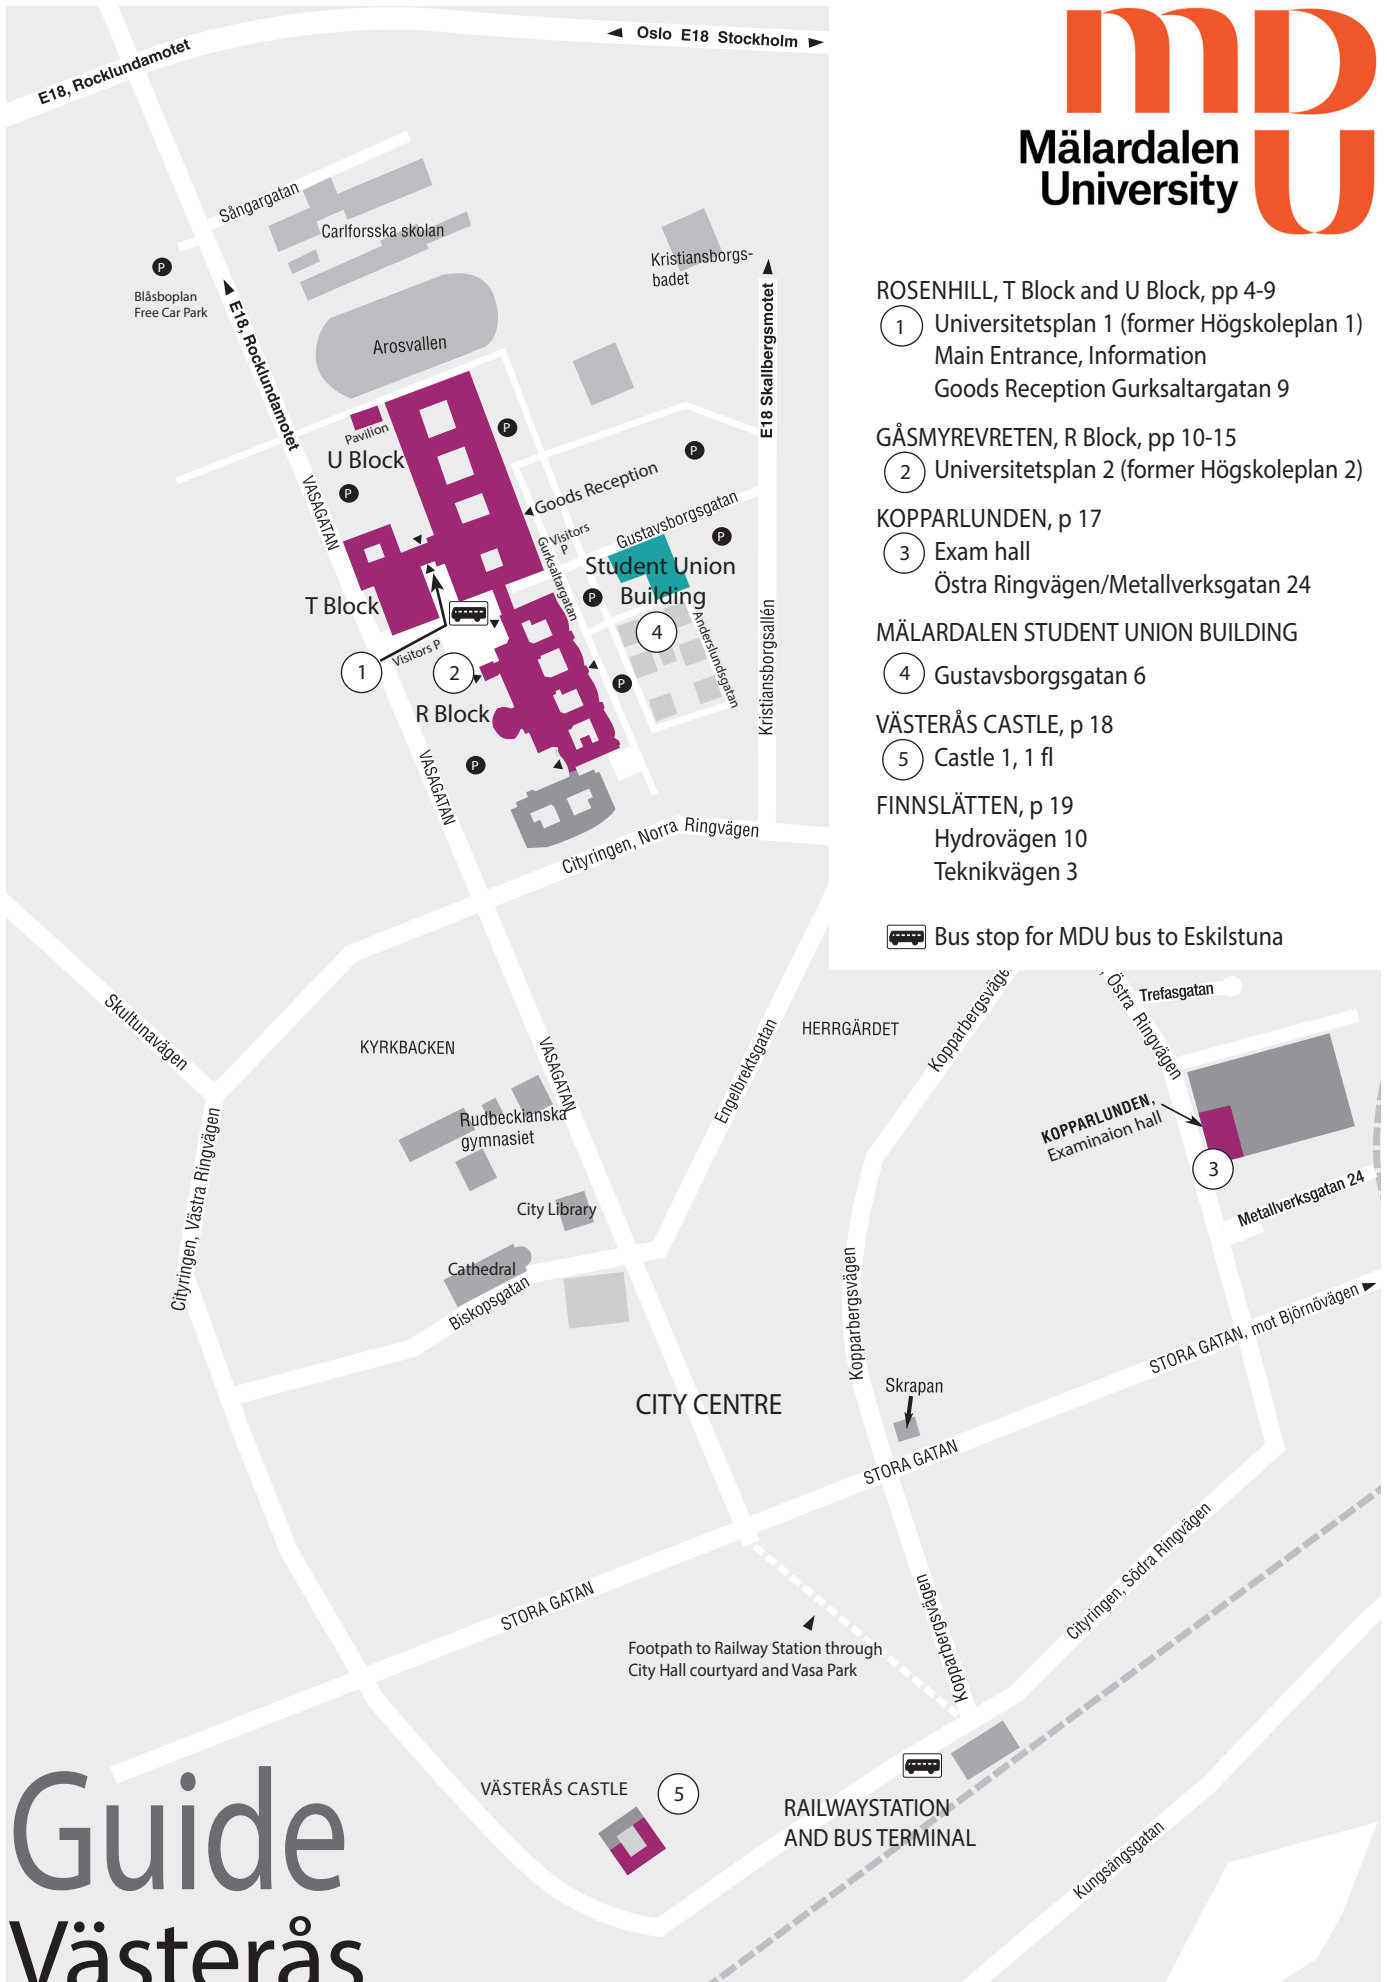 Oslo E18 Stockholm
E18, Rocklundamotet
Mälardalen
University
MDU
Sångargatan
Carlforsska skolan
Kristiansborgs-
badet
P
Blåsboplan
Free Car Park
E18, Rocklundamotet
Arosvallen
E18 Skallbergsmotet
Pavilion
U Block
P
P
P
Goods Reception
VASAGATAN
Visitors
P
Gustavsborgsgatan
P
Gurksaltargatan
Student Union
Building
P
T Block
4
Anderslundsgatan
Kristiansborgsallén
Visitors P
1
2
P
R Block
P
VASAGATAN
Cityringen, Norra Ringvägen
ROSENHILL, T Block and U Block, pp 4-9
1 Universitetsplan 1 (former Högskoleplan 1)
Main Entrance, Information
Goods Reception Gurksaltargatan 9
GÅSMYREVRETEN, R Block, pp 10-15
2 Universitetsplan 2 (former Högskoleplan 2)
KOPPARLUNDEN, p 17
3 Exam hall
Östra Ringvägen/Metallverksgatan 24
MÄLARDALEN STUDENT UNION BUILDING
4 Gustavsborgsgatan 6
VÄSTERÅS CASTLE, p 18
5 Castle 1, 1 fl
FINNSLÄTTEN, p 19
Hydrovägen 10
Teknikvägen 3
Bus stop for MDU bus to Eskilstuna
Skultunavägen
KYRKBACKEN
VASAGATAN
Engelbrektsgatan
HERRGÄRDET
Kopparbergsvägen
, Östra Ringvägen
Trefasgatan
Rudbeckianska
gymnasiet
KOPPARLUNDEN,
Examinaion hall
3
Metallverksgatan 24
Cityringen, Västra Ringvägen
City Library
Cathedral
Biskopsgatan
Kopparbergsvägen
STORA GATAN, mot Björnövägen
CITY CENTRE
Skrapan
STORA GATAN
STORA GATAN
Kopparbergsvägen
Cityringen, Södra Ringvägen
Footpath to Railway Station through
City Hall courtyard and Vasa Park
VÄSTERÅS CASTLE
5
RAILWAYSTATION
AND BUS TERMINAL
Kungsängsgatan
Guide
Västerås